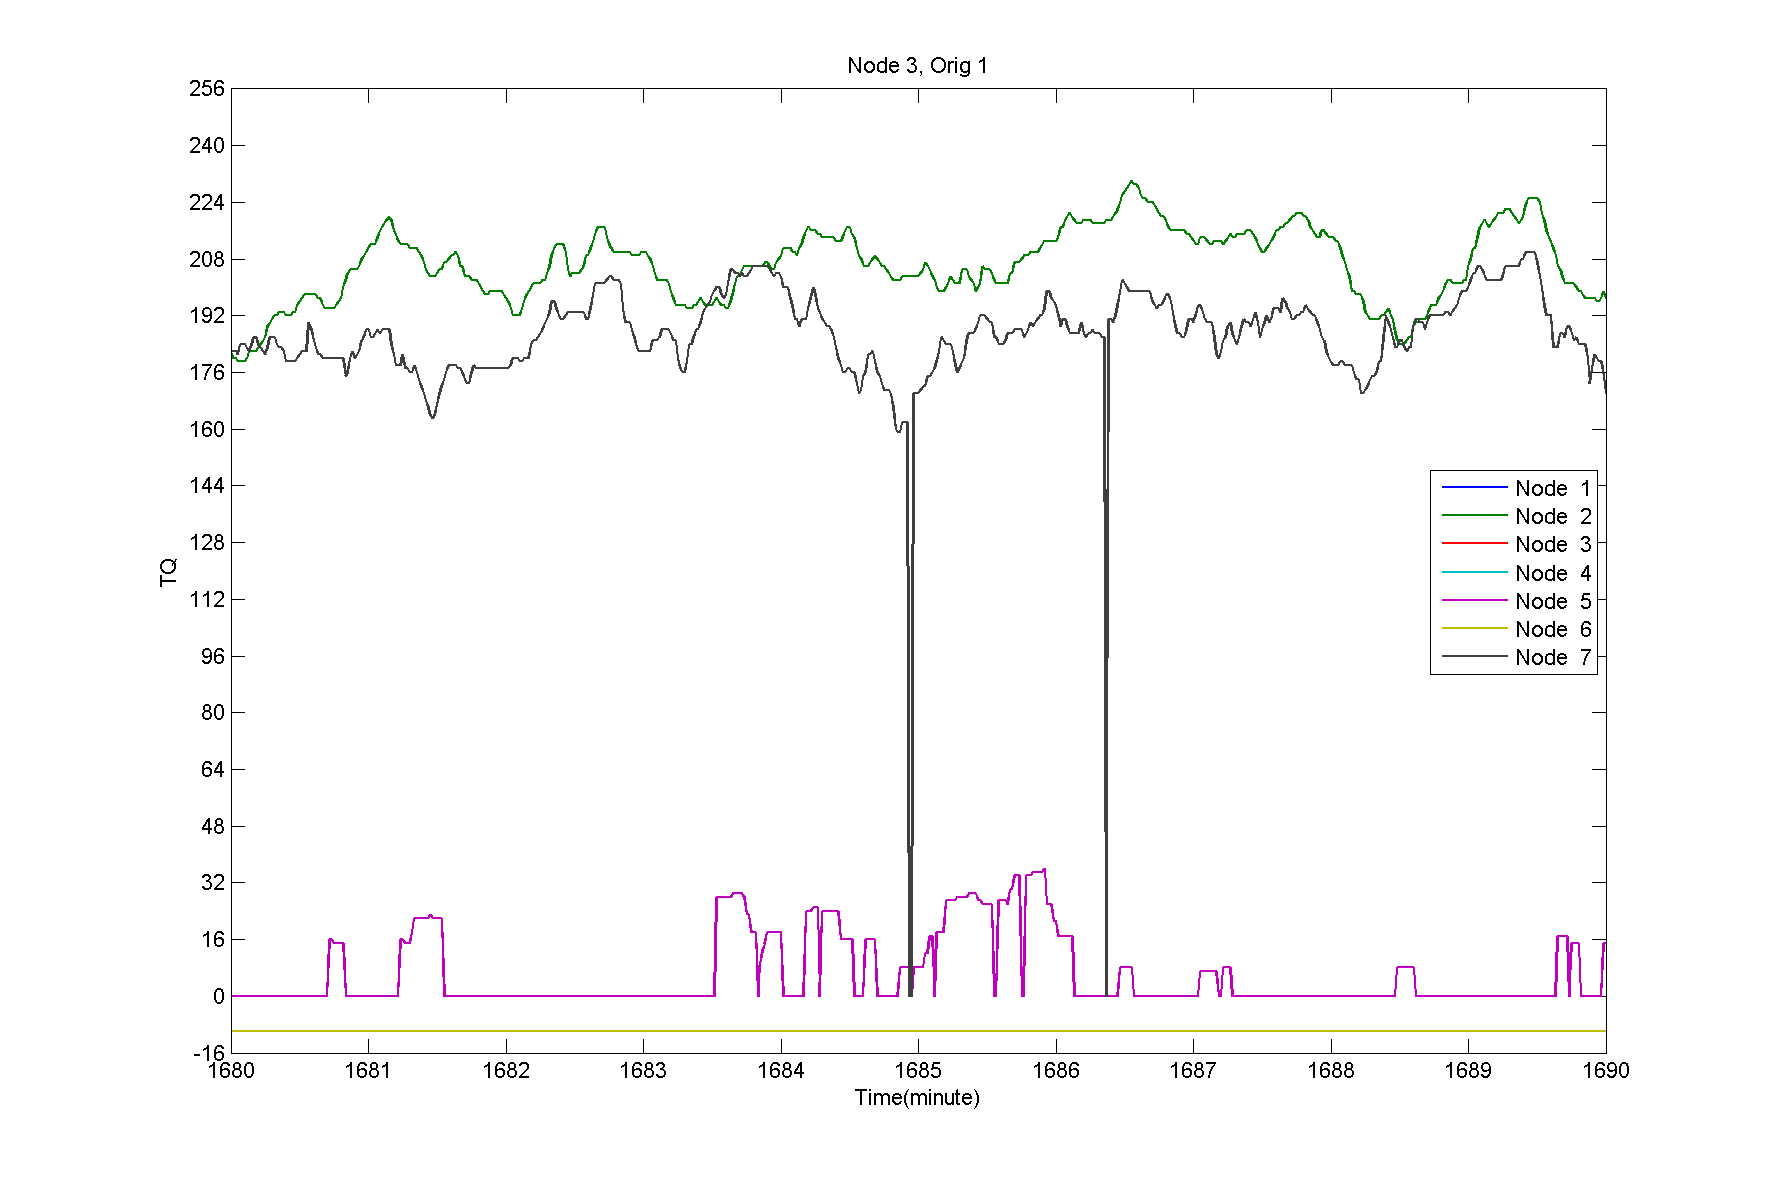 Node 3, Orig 1
256
240
224
208
192
176
160
144
128
112
96
80
64
48
32
16
0
-16
TQ
Node 1
Node 2
Node 3
Node 4
Node 5
Node 6
Node 7
1680 1681 1682 1683 1684 1685 1686 1687 1688 1689 1690
Time(minute)